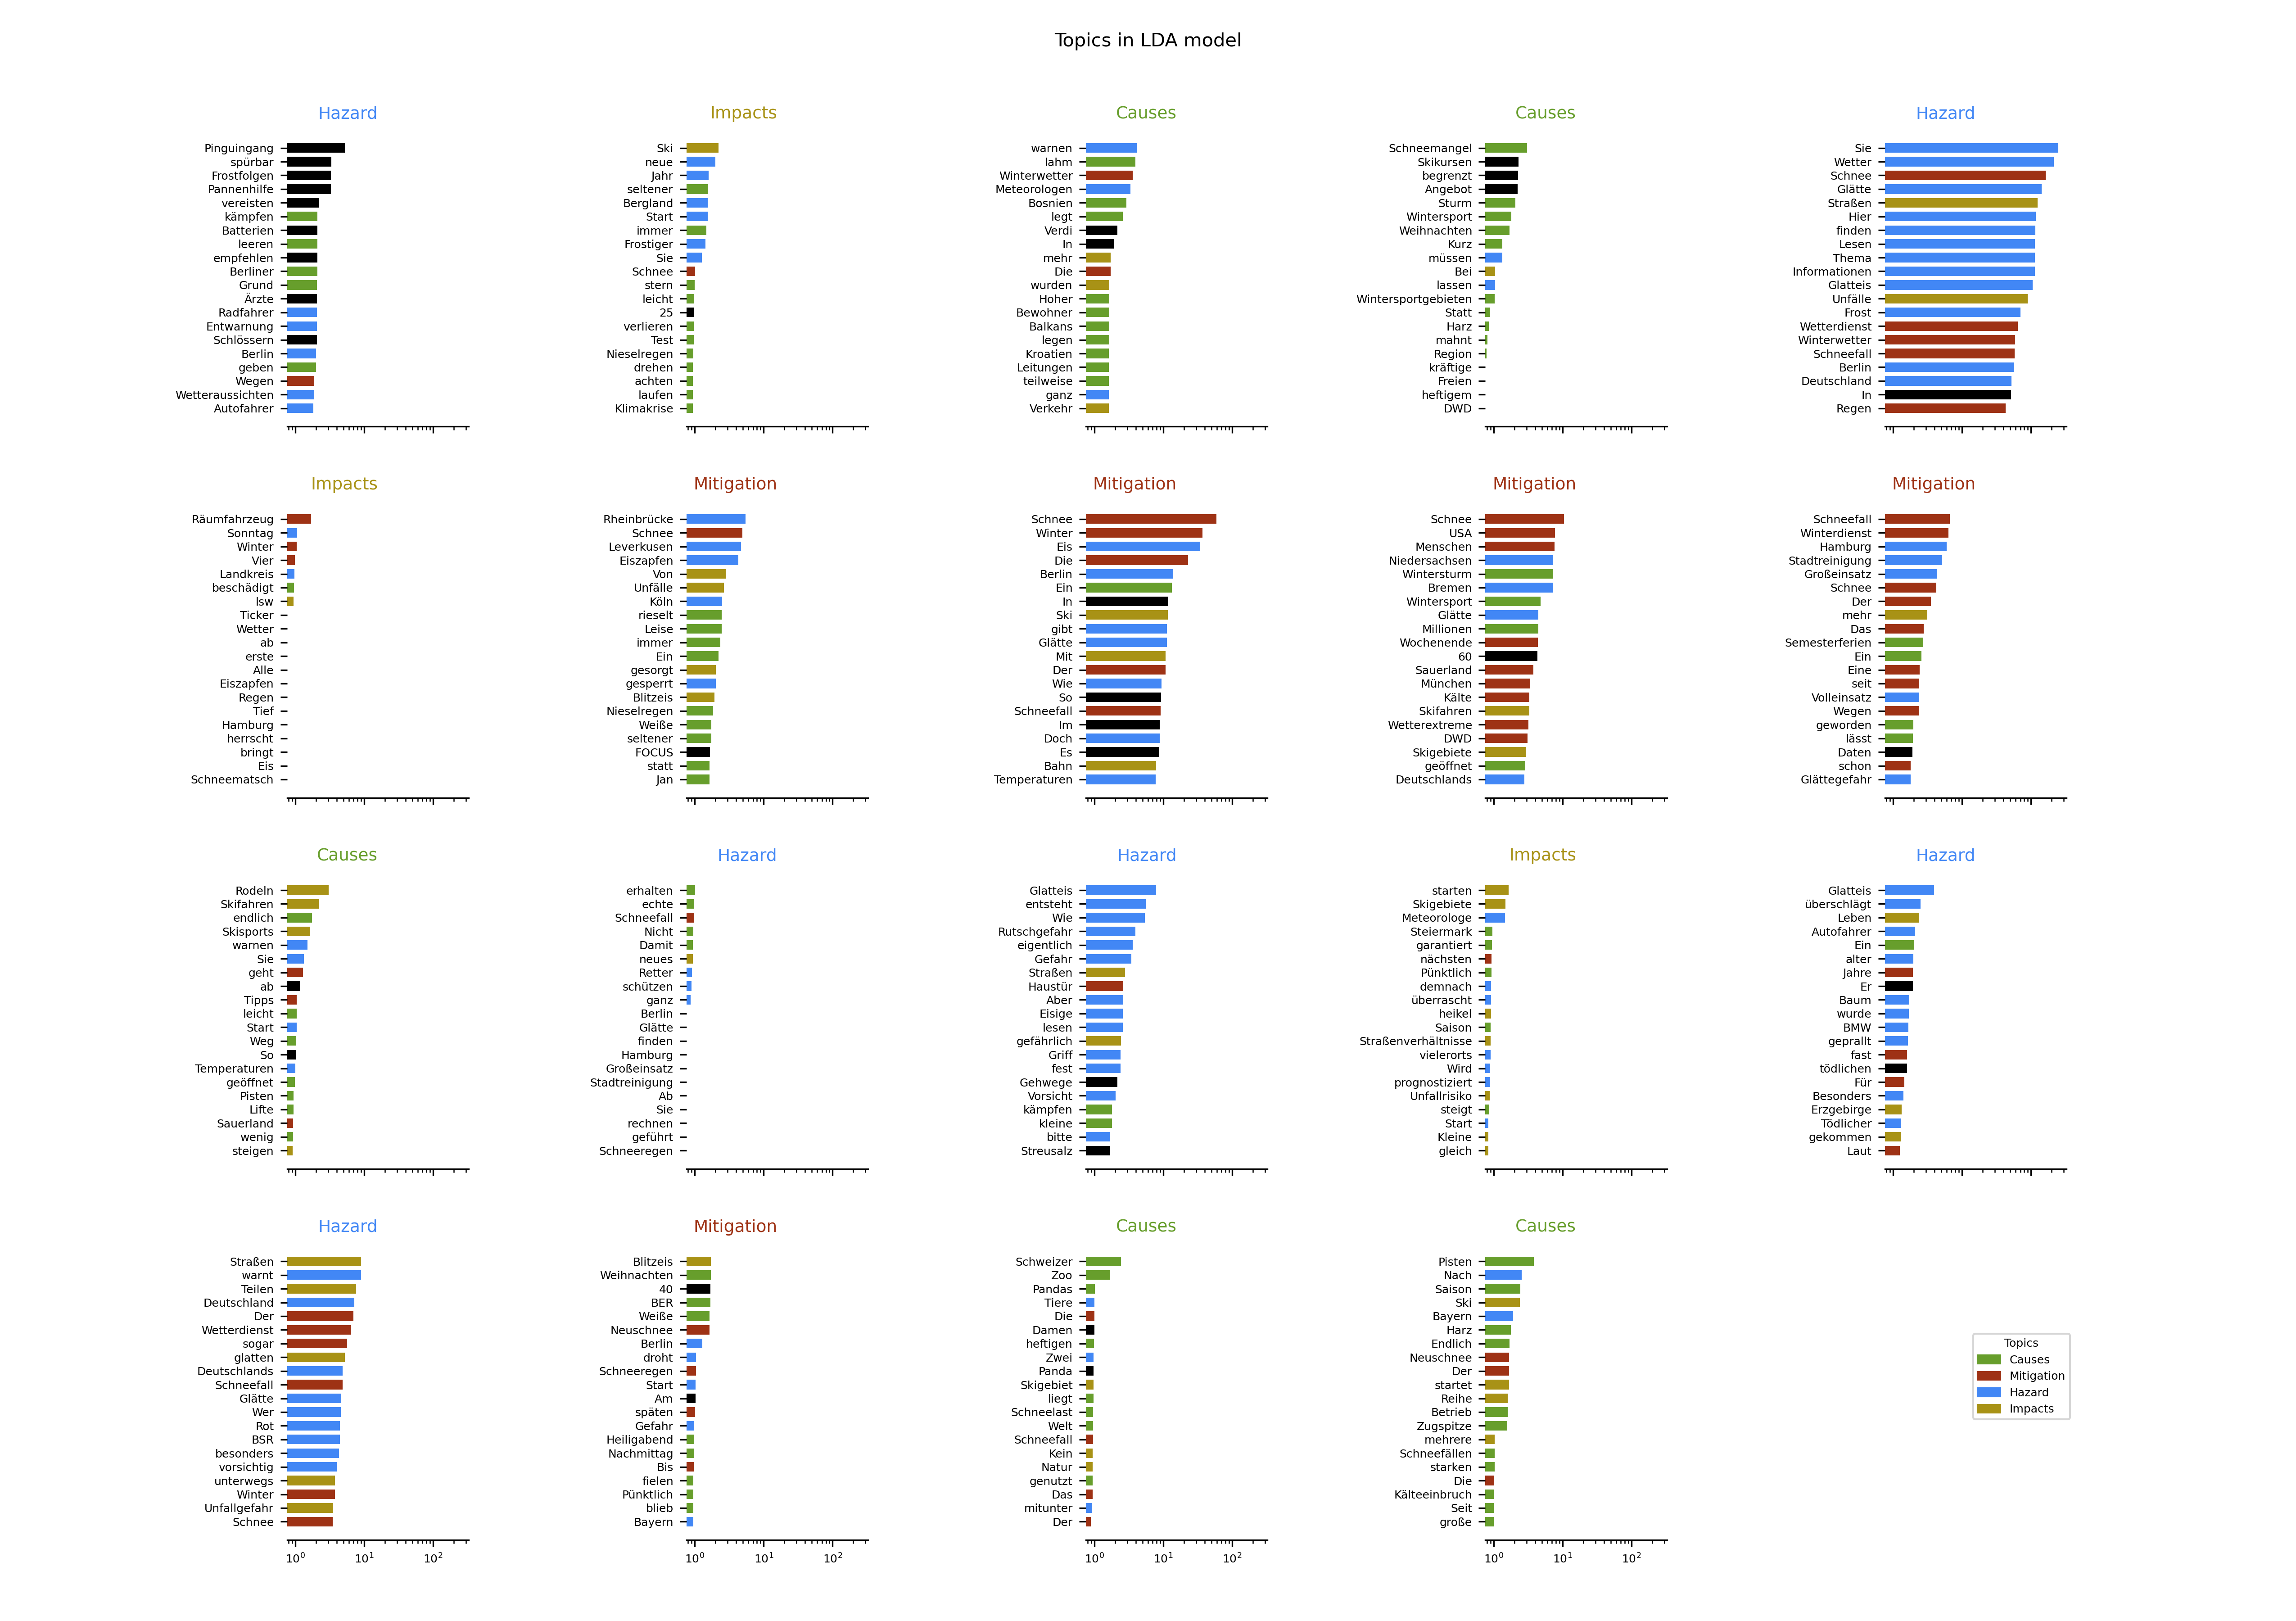 Topics in LDA model
Hazard
Pinguingang
spürbar
Frostfolgen
Pannenhilfe
vereisten
kämpfen
Batterien
leeren
empfehlen
Berliner
Grund
Ärzte
Radfahrer
Entwarnung
Schlössern
Berlin
geben
Wegen
Wetteraussichten
Autofahrer
Impacts
Ski
neue
Jahr
seltener
Bergland
Start
immer
Frostiger
Sie
Schnee
stern
leicht
25
verlieren
Test
Nieselregen
drehen
achten
laufen
Klimakrise
Causes
warnen
lahm
Winterwetter
Meteorologen
Bosnien
legt
Verdi
In
mehr
Die
wurden
Hoher
Bewohner
Balkans
legen
Kroatien
Leitungen
teilweise
ganz
Verkehr
Causes
Schneemangel
Skikursen
begrenzt
Angebot
Sturm
Wintersport
Weihnachten
Kurz
müssen
Bei
lassen
Wintersportgebieten
Statt
Harz
mahnt
Region
kräftige
Freien
heftigem
DWD
Hazard
Sie
Wetter
Schnee
Glätte
Straßen
Hier
finden
Lesen
Thema
Informationen
Glatteis
Unfälle
Frost
Wetterdienst
Winterwetter
Schneefall
Berlin
Deutschland
In
Regen
Impacts
Räumfahrzeug
Sonntag
Winter
Vier
Landkreis
beschädigt
lsw
Ticker
Wetter
ab
erste
Alle
Eiszapfen
Regen
Tief
Hamburg
herrscht
bringt
Eis
Schneematsch
Mitigation
Rheinbrücke
Schnee
Leverkusen
Eiszapfen
Von
Unfälle
Köln
rieselt
Leise
immer
Ein
gesorgt
gesperrt
Blitzeis
Nieselregen
Weiße
seltener
FOCUS
statt
Jan
Mitigation
Schnee
Winter
Eis
Die
Berlin
Ein
In
Ski
gibt
Glätte
Mit
Der
Wie
So
Schneefall
Im
Doch
Es
Bahn
Temperaturen
Mitigation
Schnee
USA
Menschen
Niedersachsen
Wintersturm
Bremen
Wintersport
Glätte
Millionen
Wochenende
60
Sauerland
München
Kälte
Skifahren
Wetterextreme
DWD
Skigebiete
geöffnet
Deutschlands
Mitigation
Schneefall
Winterdienst
Hamburg
Stadtreinigung
Großeinsatz
Schnee
Der
mehr
Das
Semesterferien
Ein
Eine
seit
Volleinsatz
Wegen
geworden
lässt
Daten
schon
Glättegefahr
Causes
Rodeln
Skifahren
endlich
Skisports
warnen
Sie
geht
ab
Tipps
leicht
Start
Weg
So
Temperaturen
geöffnet
Pisten
Lifte
Sauerland
wenig
steigen
Hazard
erhalten
echte
Schneefall
Nicht
Damit
neues
Retter
schützen
ganz
Berlin
Glätte
finden
Hamburg
Großeinsatz
Stadtreinigung
Ab
Sie
rechnen
geführt
Schneeregen
Hazard
Glatteis
entsteht
Wie
Rutschgefahr
eigentlich
Gefahr
Straßen
Haustür
Aber
Eisige
lesen
gefährlich
Griff
fest
Gehwege
Vorsicht
kämpfen
kleine
bitte
Streusalz
Impacts
starten
Skigebiete
Meteorologe
Steiermark
garantiert
nächsten
Pünktlich
demnach
überrascht
heikel
Saison
Straßenverhältnisse
vielerorts
Wird
prognostiziert
Unfallrisiko
steigt
Start
Kleine
gleich
Hazard
Glatteis
überschlägt
Leben
Autofahrer
Ein
alter
Jahre
Er
Baum
wurde
BMW
geprallt
fast
tödlichen
Für
Besonders
Erzgebirge
Tödlicher
gekommen
Laut
Hazard
Straßen
warnt
Teilen
Deutschland
Der
Wetterdienst
sogar
glatten
Deutschlands
Schneefall
Glätte
Wer
Rot
BSR
besonders
vorsichtig
unterwegs
Winter
Unfallgefahr
Schnee
10⁰ 10¹ 10²
Mitigation
Blitzeis
Weihnachten
40
BER
Weiße
Neuschnee
Berlin
droht
Schneeregen
Start
Am
späten
Gefahr
Heiligabend
Nachmittag
Bis
fielen
Pünktlich
blieb
Bayern
10⁰ 10¹ 10²
Causes
Schweizer
Zoo
Pandas
Tiere
Die
Damen
heftigen
Zwei
Panda
Skigebiet
liegt
Schneelast
Welt
Schneefall
Kein
Natur
genutzt
Das
mitunter
Der
10⁰ 10¹ 10²
Causes
Pisten
Nach
Saison
Ski
Bayern
Harz
Endlich
Neuschnee
Der
startet
Reihe
Betrieb
Zugspitze
mehrere
Schneefällen
starken
Die
Kälteeinbruch
Seit
große
10⁰ 10¹ 10²
Topics
Causes
Mitigation
Hazard
Impacts